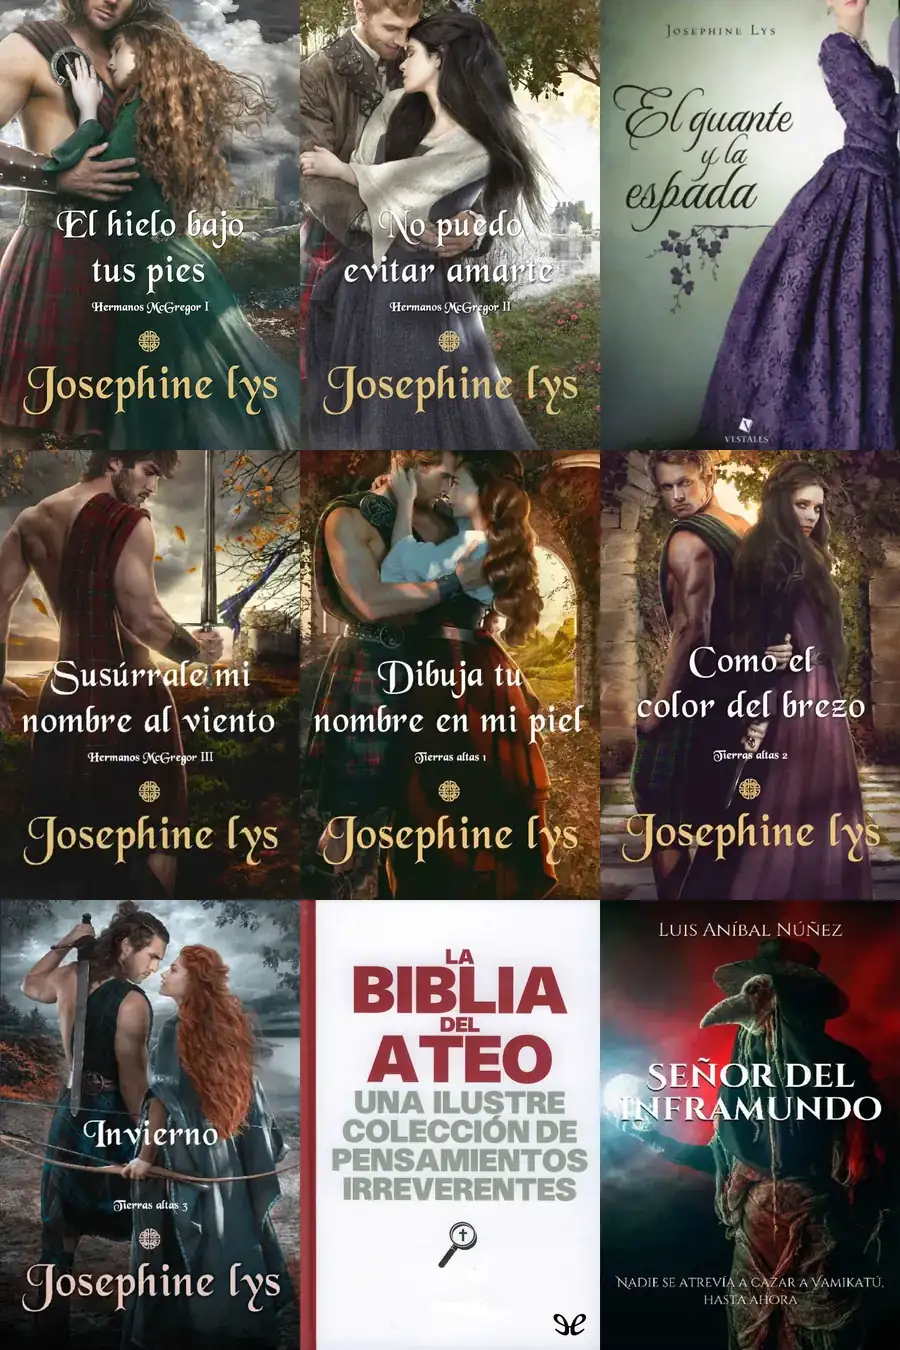 El hielo bajo
tus pies
Hermanos McGregor I
Josephine Lys
No puedo
evitar amarte
Hermanos McGregor II
Josephine Lys
Josephine Lys
El guante
y la
espada
VESTALES
Susúrrale mi
nombre al viento
Hermanos McGregor III
Josephine Lys
Dibuja tu
nombre en mi piel
Tierras altas 1
Josephine Lys
Como el
color del brezo
Tierras altas 2
Josephine Lys
Invierno
Tierras altas 3
Josephine Lys
LA
BIBLIA
DEL
ATEO
UNA ILUSTRE
COLECCIÓN DE
PENSAMIENTOS
IRREVERENTES
Luis Aníbal Núñez
Señor del
Inframundo
Nadie se atrevía a cazar a Yamikatú,
hasta ahora